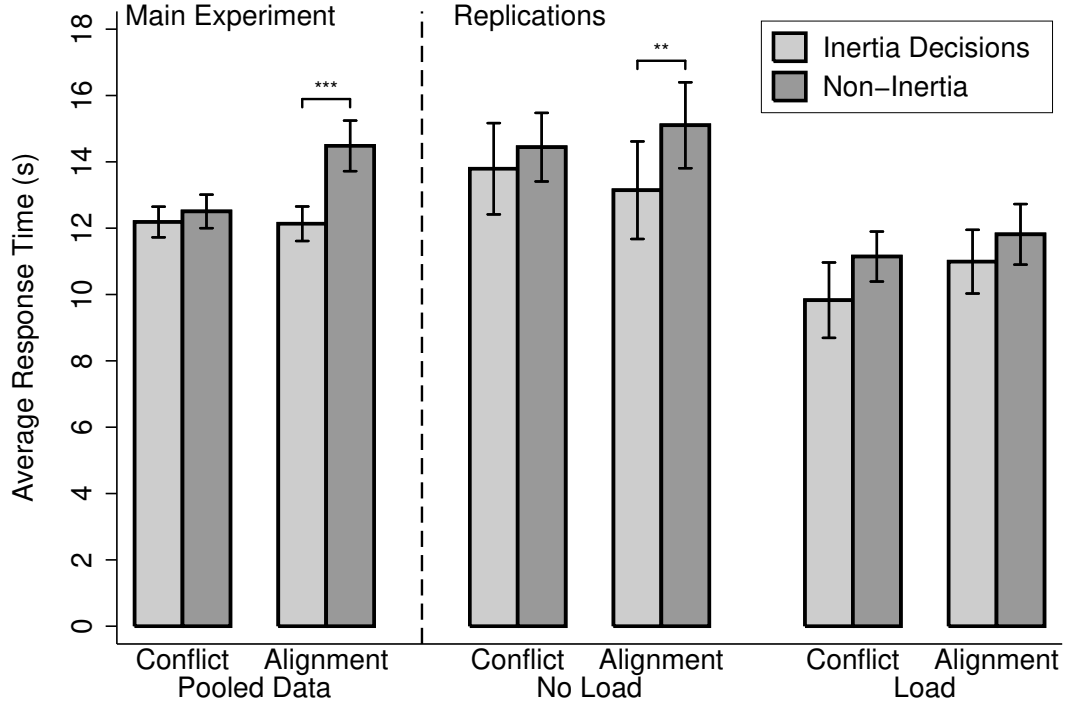 Main Experiment
Replications
Inertia Decisions
Non−Inertia
***
**
Average Response Time (s)
18
16
14
12
10
8
6
4
2
0
Conflict Alignment Conflict Alignment Conflict Alignment
Pooled Data No Load Load